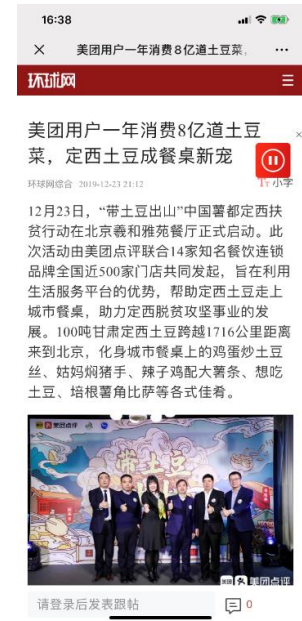 16:38
美团用户一年消费8亿道土豆菜,
环球网
美团用户一年消费8亿道土豆
菜，定西土豆成餐桌新宠
环球网综合 2019-12-23 21:12
TT 小字
12月23日，“带土豆出山”中国薯都定西扶
贫行动在北京羲和雅苑餐厅正式启动。此
次活动由美团点评联合14家知名餐饮连锁
品牌全国近500家门店共同发起，旨在利用
生活服务平台的优势，帮助定西土豆走上
城市餐桌，助力定西脱贫攻坚事业的发
展。100吨甘肃定西土豆跨越1716公里距离
来到北京，化身城市餐桌上的鸡蛋炒土豆
丝、姑妈焖猪手、辣子鸡配大薯条、想吃
土豆、培根薯角比萨等各式佳肴。
美团点评
带土豆出山
美团点评
请登录后发表跟帖
0